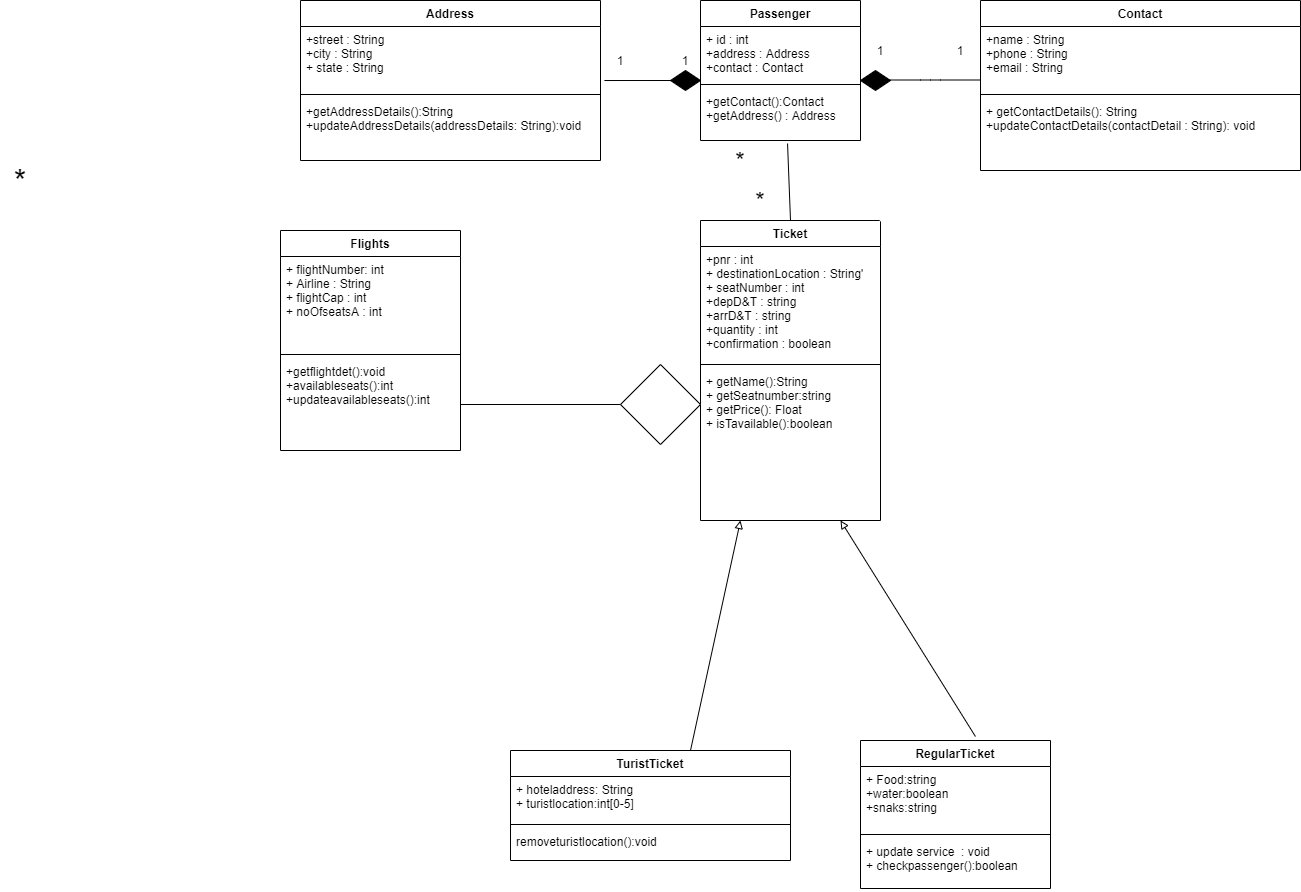 Address
+street : String
+city : String
+ state : String
+getAddressDetails():String
+updateAddressDetails(addressDetails: String):void
1
1
Passenger
+ id : int
+address : Address
+contact : Contact
+getContact():Contact
+getAddress() : Address
1
1
Contact
+name : String
+phone : String
+email : String
+ getContactDetails(): String
+updateContactDetails(contactDetail : String): void
*
*
*
Flights
+ flightNumber: int
+ Airline : String
+ flightCap : int
+ noOfseatsA : int
+getflightdet():void
+availableseats():int
+updateavailableseats():int
Ticket
+pnr : int
+ destinationLocation : String'
+ seatNumber : int
+depD&T : string
+arrD&T : string
+quantity : int
+confirmation : boolean
+ getName():String
+ getSeatnumber:string
+ getPrice(): Float
+ isTavailable():boolean
TuristTicket
+ hoteladdress: String
+ turistlocation:int[0-5]
removeturistlocation():void
RegularTicket
+ Food:string
+water:boolean
+snaks:string
+ update service : void
+ checkpassenger():boolean